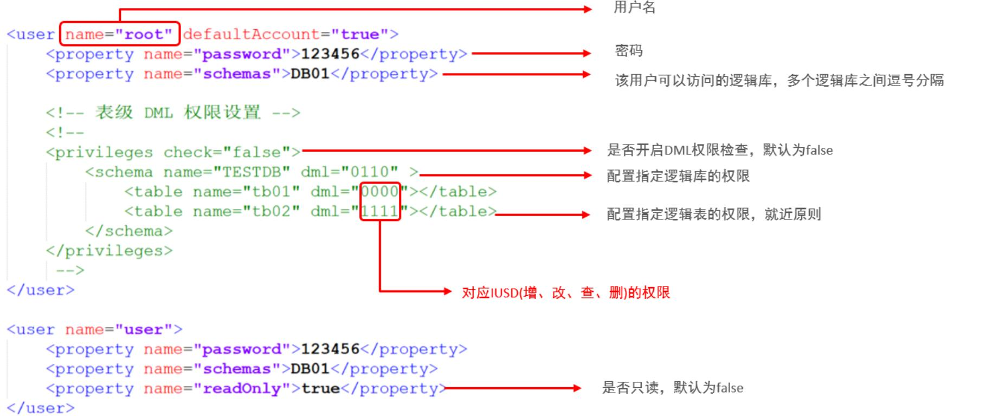 用户名
<user name="root" defaultAccount="true">
<property name="password">123456</property>
密码
<property name="schemas">DB01</property>
该用户可以访问的逻辑库，多个逻辑库之间逗号分隔
<!-- 表级 DML 权限设置 -->
<!--
<privileges check="false">
是否开启DML权限检查，默认为false
<schema name="TESTDB" dml="0110" >
配置指定逻辑库的权限
<table name="tb01" dml="0000"></table>
<table name="tb02" dml="1111"></table>
配置指定逻辑表的权限，就近原则
</schema>
</privileges>
-->
</user>
对应IUSD(增、改、查、删)的权限
<user name="user">
<property name="password">123456</property>
<property name="schemas">DB01</property>
<property name="readOnly">true</property>
是否只读，默认为false
</user>